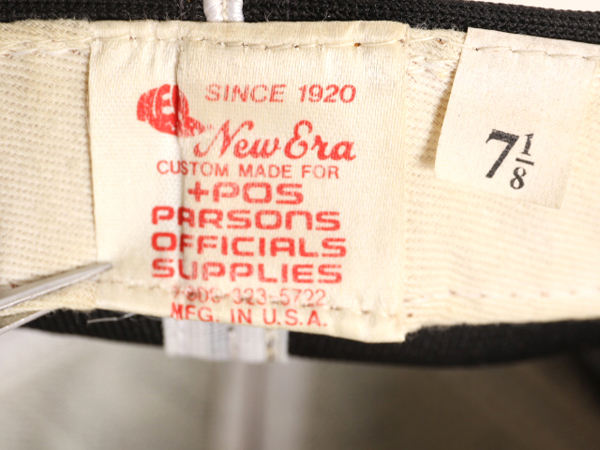 SINCE 1920
New Era
CUSTOM MADE FOR
+POS
PARSONS
OFFICIALS
SUPPLIES
MFG. IN U.S.A.
7 1/8